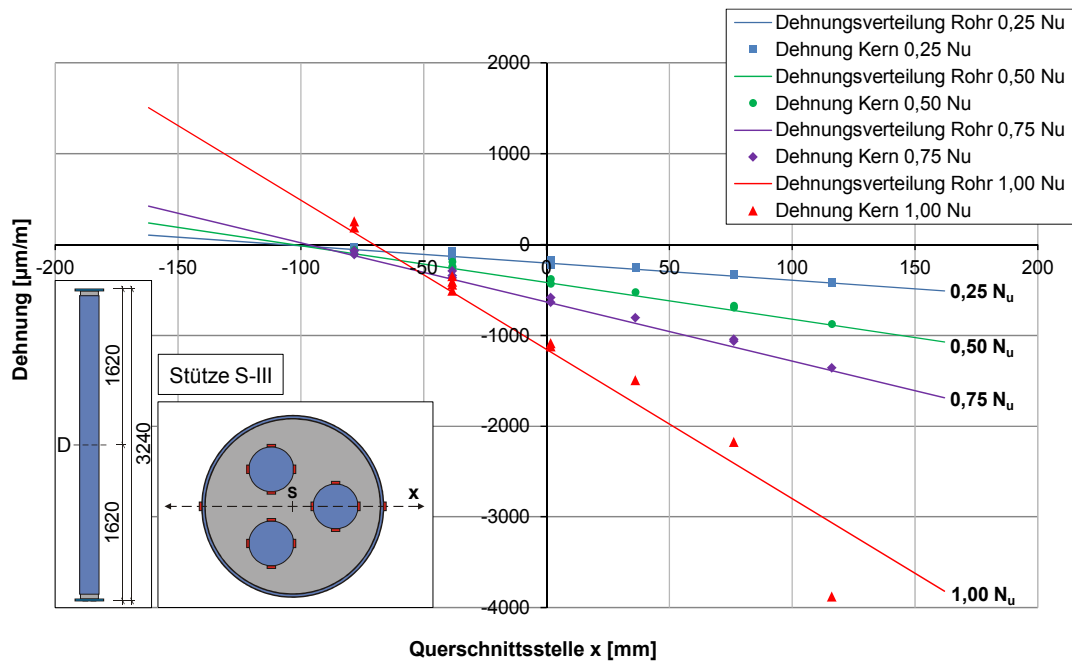 Dehnungsverteilung Rohr 0,25 Nu
Dehnung Kern 0,25 Nu
Dehnungsverteilung Rohr 0,50 Nu
Dehnung Kern 0,50 Nu
Dehnungsverteilung Rohr 0,75 Nu
Dehnung Kern 0,75 Nu
Dehnungsverteilung Rohr 1,00 Nu
Dehnung Kern 1,00 Nu
2000
1000
0
-1000
-2000
-3000
-4000
Dehnung [µm/m]
-200
-150
-100
-50
0
50
100
150
200
0,25 Nu
0,50 Nu
0,75 Nu
1,00 Nu
Stütze S-III
D
1620
1620
3240
S
x
Querschnittsstelle x [mm]